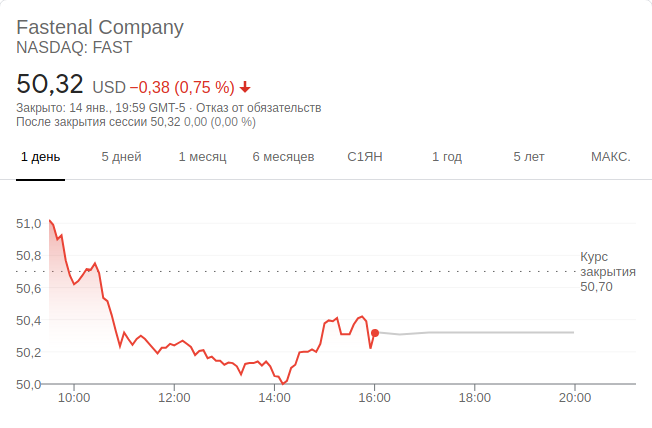 Fastenal Company
NASDAQ: FAST
50,32 USD −0,38 (0,75 %)
Закрыто: 14 янв., 19:59 GMT-5 · Отказ от обязательств
После закрытия сессии 50,32 0,00 (0,00 %)
1 день 5 дней 1 месяц 6 месяцев С1ЯН 1 год 5 лет МАКС.
51,0
50,8
50,6
50,4
50,2
50,0
Курс
закрытия
50,70
10:00 12:00 14:00 16:00 18:00 20:00